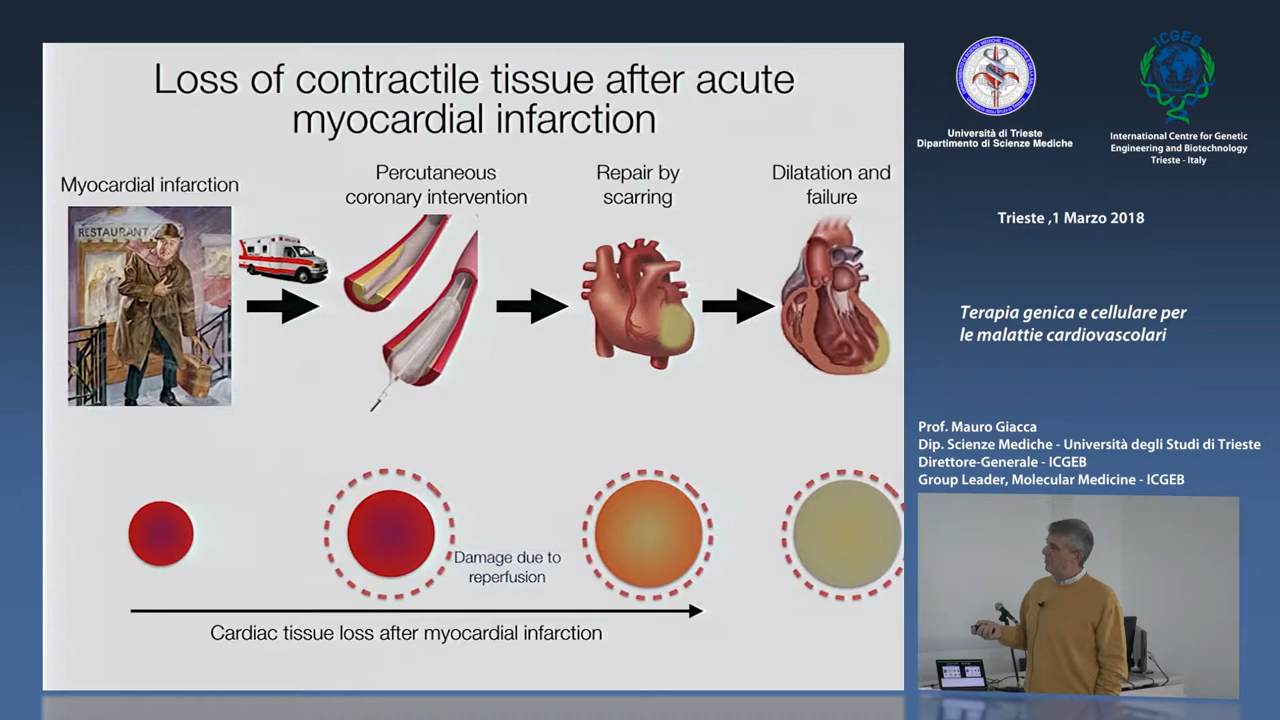 Loss of contractile tissue after acute
myocardial infarction
Myocardial infarction
Percutaneous
coronary intervention
Repair by
scarring
Dilatation and
failure
RESTAURANT
Damage due to
reperfusion
Cardiac tissue loss after myocardial infarction
Università di Trieste
Dipartimento di Scienze Mediche
ICGEB
International Centre for Genetic
Engineering and Biotechnology
Trieste - Italy
Trieste ,1 Marzo 2018
Terapia genica e cellulare per
le malattie cardiovascolari
Prof. Mauro Giacca
Dip. Scienze Mediche - Università degli Studi di Trieste
Direttore-Generale - ICGEB
Group Leader, Molecular Medicine - ICGEB